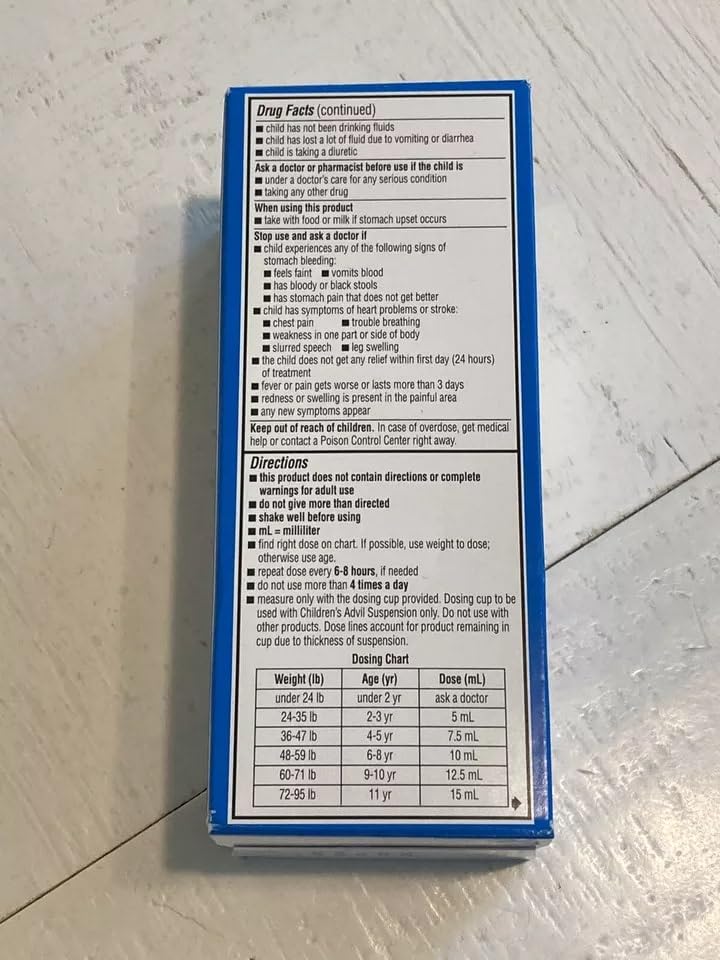 Drug Facts (continued)
■ child has not been drinking fluids
■ child has lost a lot of fluid due to vomiting or diarrhea
■ child is taking a diuretic
Ask a doctor or pharmacist before use if the child is
■ under a doctor's care for any serious condition
■ taking any other drug
When using this product
■ take with food or milk if stomach upset occurs
Stop use and ask a doctor if
■ child experiences any of the following signs of
stomach bleeding:
■ feels faint ■ vomits blood
■ has bloody or black stools
■ has stomach pain that does not get better
■ child has symptoms of heart problems or stroke:
■ chest pain ■ trouble breathing
■ weakness in one part or side of body
■ slurred speech ■ leg swelling
■ the child does not get any relief within first day (24 hours)
of treatment
■ fever or pain gets worse or lasts more than 3 days
■ redness or swelling is present in the painful area
■ any new symptoms appear
Keep out of reach of children. In case of overdose, get medical
help or contact a Poison Control Center right away.
Directions
■ this product does not contain directions or complete
warnings for adult use
■ do not give more than directed
■ shake well before using
■ mL = milliliter
■ find right dose on chart. If possible, use weight to dose;
otherwise use age.
■ repeat dose every 6-8 hours, if needed
■ do not use more than 4 times a day
■ measure only with the dosing cup provided. Dosing cup to be
used with Children's Advil Suspension only. Do not use with
other products. Dose lines account for product remaining in
cup due to thickness of suspension.
Dosing Chart
Weight (lb) Age (yr) Dose (mL)
under 24 lb under 2 yr ask a doctor
24-35 lb 2-3 yr 5 mL
36-47 lb 4-5 yr 7.5 mL
48-59 lb 6-8 yr 10 mL
60-71 lb 9-10 yr 12.5 mL
72-95 lb 11 yr 15 mL